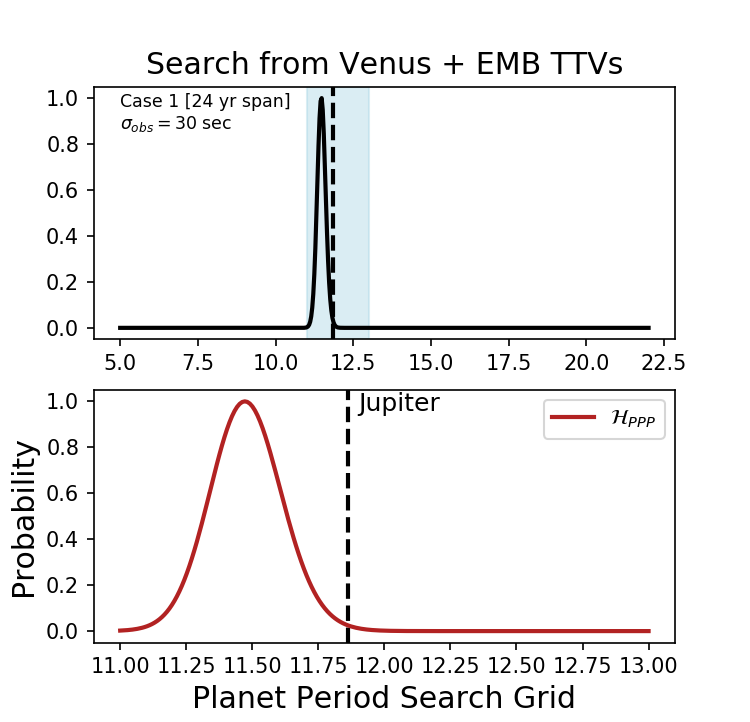 Search from Venus + EMB TTVs
1.0
0.8
0.6
0.4
0.2
0.0
Case 1 [24 yr span]
σ_obs = 30 sec
5.0 7.5 10.0 12.5 15.0 17.5 20.0 22.5
Probability
1.0
0.8
0.6
0.4
0.2
0.0
Jupiter
ℋ_PPP
11.00 11.25 11.50 11.75 12.00 12.25 12.50 12.75 13.00
Planet Period Search Grid